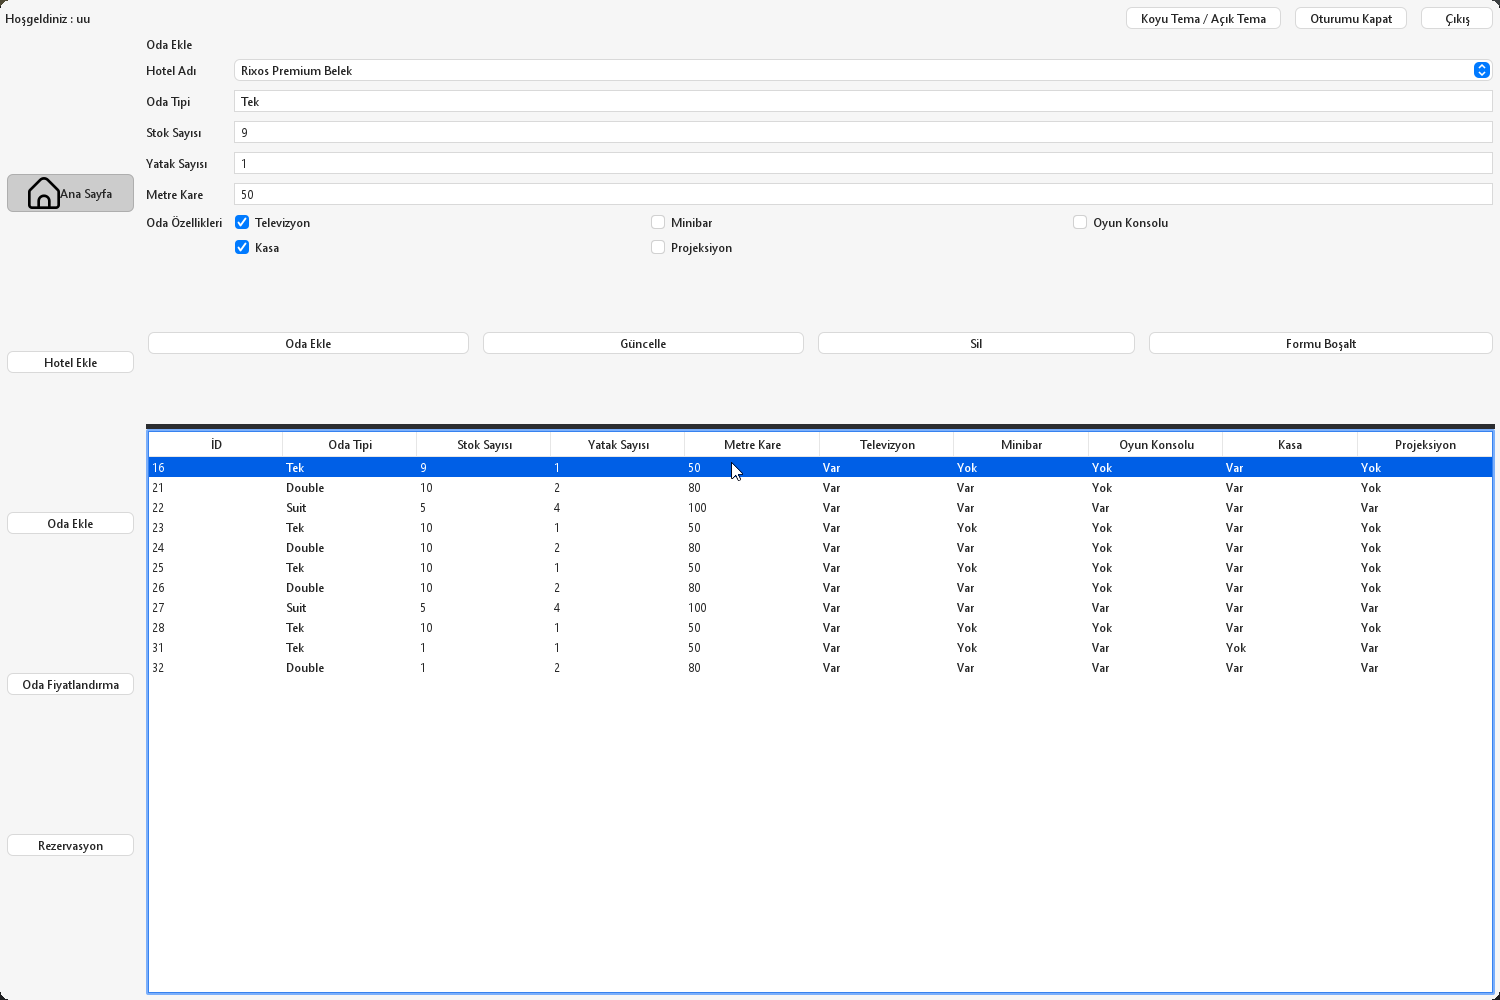 Hoşgeldiniz : uu
Koyu Tema / Açık Tema
Oturumu Kapat
Çıkış
Oda Ekle
Hotel Adı Rixos Premium Belek
Oda Tipi Tek
Stok Sayısı 9
Yatak Sayısı 1
Metre Kare 50
Oda Özellikleri Televizyon Minibar Oyun Konsolu
Kasa Projeksiyon
Oda Ekle Güncelle Sil Formu Boşalt
Ana Sayfa
Hotel Ekle
Oda Ekle
Oda Fiyatlandırma
Rezervasyon
İD Oda Tipi Stok Sayısı Yatak Sayısı Metre Kare Televizyon Minibar Oyun Konsolu Kasa Projeksiyon
16 Tek 9 1 50 Var Yok Yok Var Yok
21 Double 10 2 80 Var Var Yok Var Yok
22 Suit 5 4 100 Var Var Var Var Var
23 Tek 10 1 50 Var Yok Yok Var Yok
24 Double 10 2 80 Var Var Yok Var Yok
25 Tek 10 1 50 Var Yok Yok Var Yok
26 Double 10 2 80 Var Var Yok Var Yok
27 Suit 5 4 100 Var Var Var Var Var
28 Tek 10 1 50 Var Yok Yok Var Yok
31 Tek 1 1 50 Var Yok Var Yok Var
32 Double 1 2 80 Var Var Var Var Var